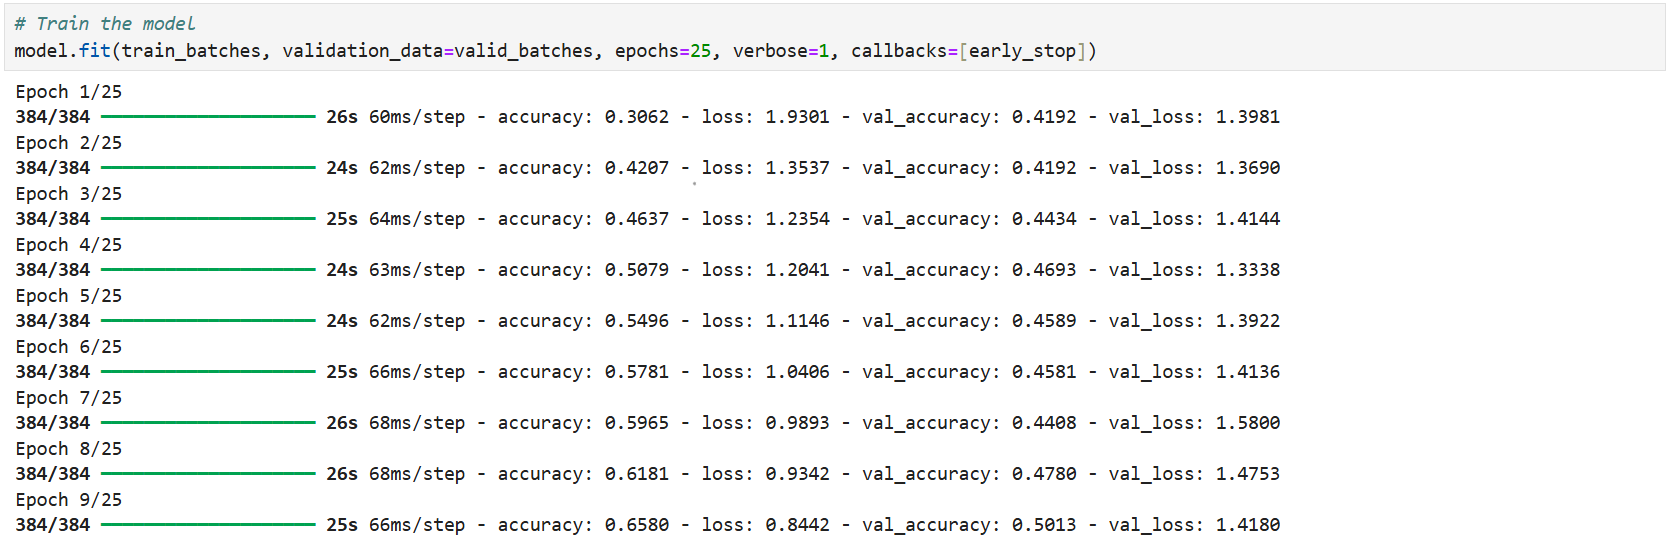 # Train the model
model.fit(train_batches, validation_data=valid_batches, epochs=25, verbose=1, callbacks=[early_stop])
Epoch 1/25
384/384 26s 60ms/step - accuracy: 0.3062 - loss: 1.9301 - val_accuracy: 0.4192 - val_loss: 1.3981
Epoch 2/25
384/384 24s 62ms/step - accuracy: 0.4207 - loss: 1.3537 - val_accuracy: 0.4192 - val_loss: 1.3690
Epoch 3/25
384/384 25s 64ms/step - accuracy: 0.4637 - loss: 1.2354 - val_accuracy: 0.4434 - val_loss: 1.4144
Epoch 4/25
384/384 24s 63ms/step - accuracy: 0.5079 - loss: 1.2041 - val_accuracy: 0.4693 - val_loss: 1.3338
Epoch 5/25
384/384 24s 62ms/step - accuracy: 0.5496 - loss: 1.1146 - val_accuracy: 0.4589 - val_loss: 1.3922
Epoch 6/25
384/384 25s 66ms/step - accuracy: 0.5781 - loss: 1.0406 - val_accuracy: 0.4581 - val_loss: 1.4136
Epoch 7/25
384/384 26s 68ms/step - accuracy: 0.5965 - loss: 0.9893 - val_accuracy: 0.4408 - val_loss: 1.5800
Epoch 8/25
384/384 26s 68ms/step - accuracy: 0.6181 - loss: 0.9342 - val_accuracy: 0.4780 - val_loss: 1.4753
Epoch 9/25
384/384 25s 66ms/step - accuracy: 0.6580 - loss: 0.8442 - val_accuracy: 0.5013 - val_loss: 1.4180